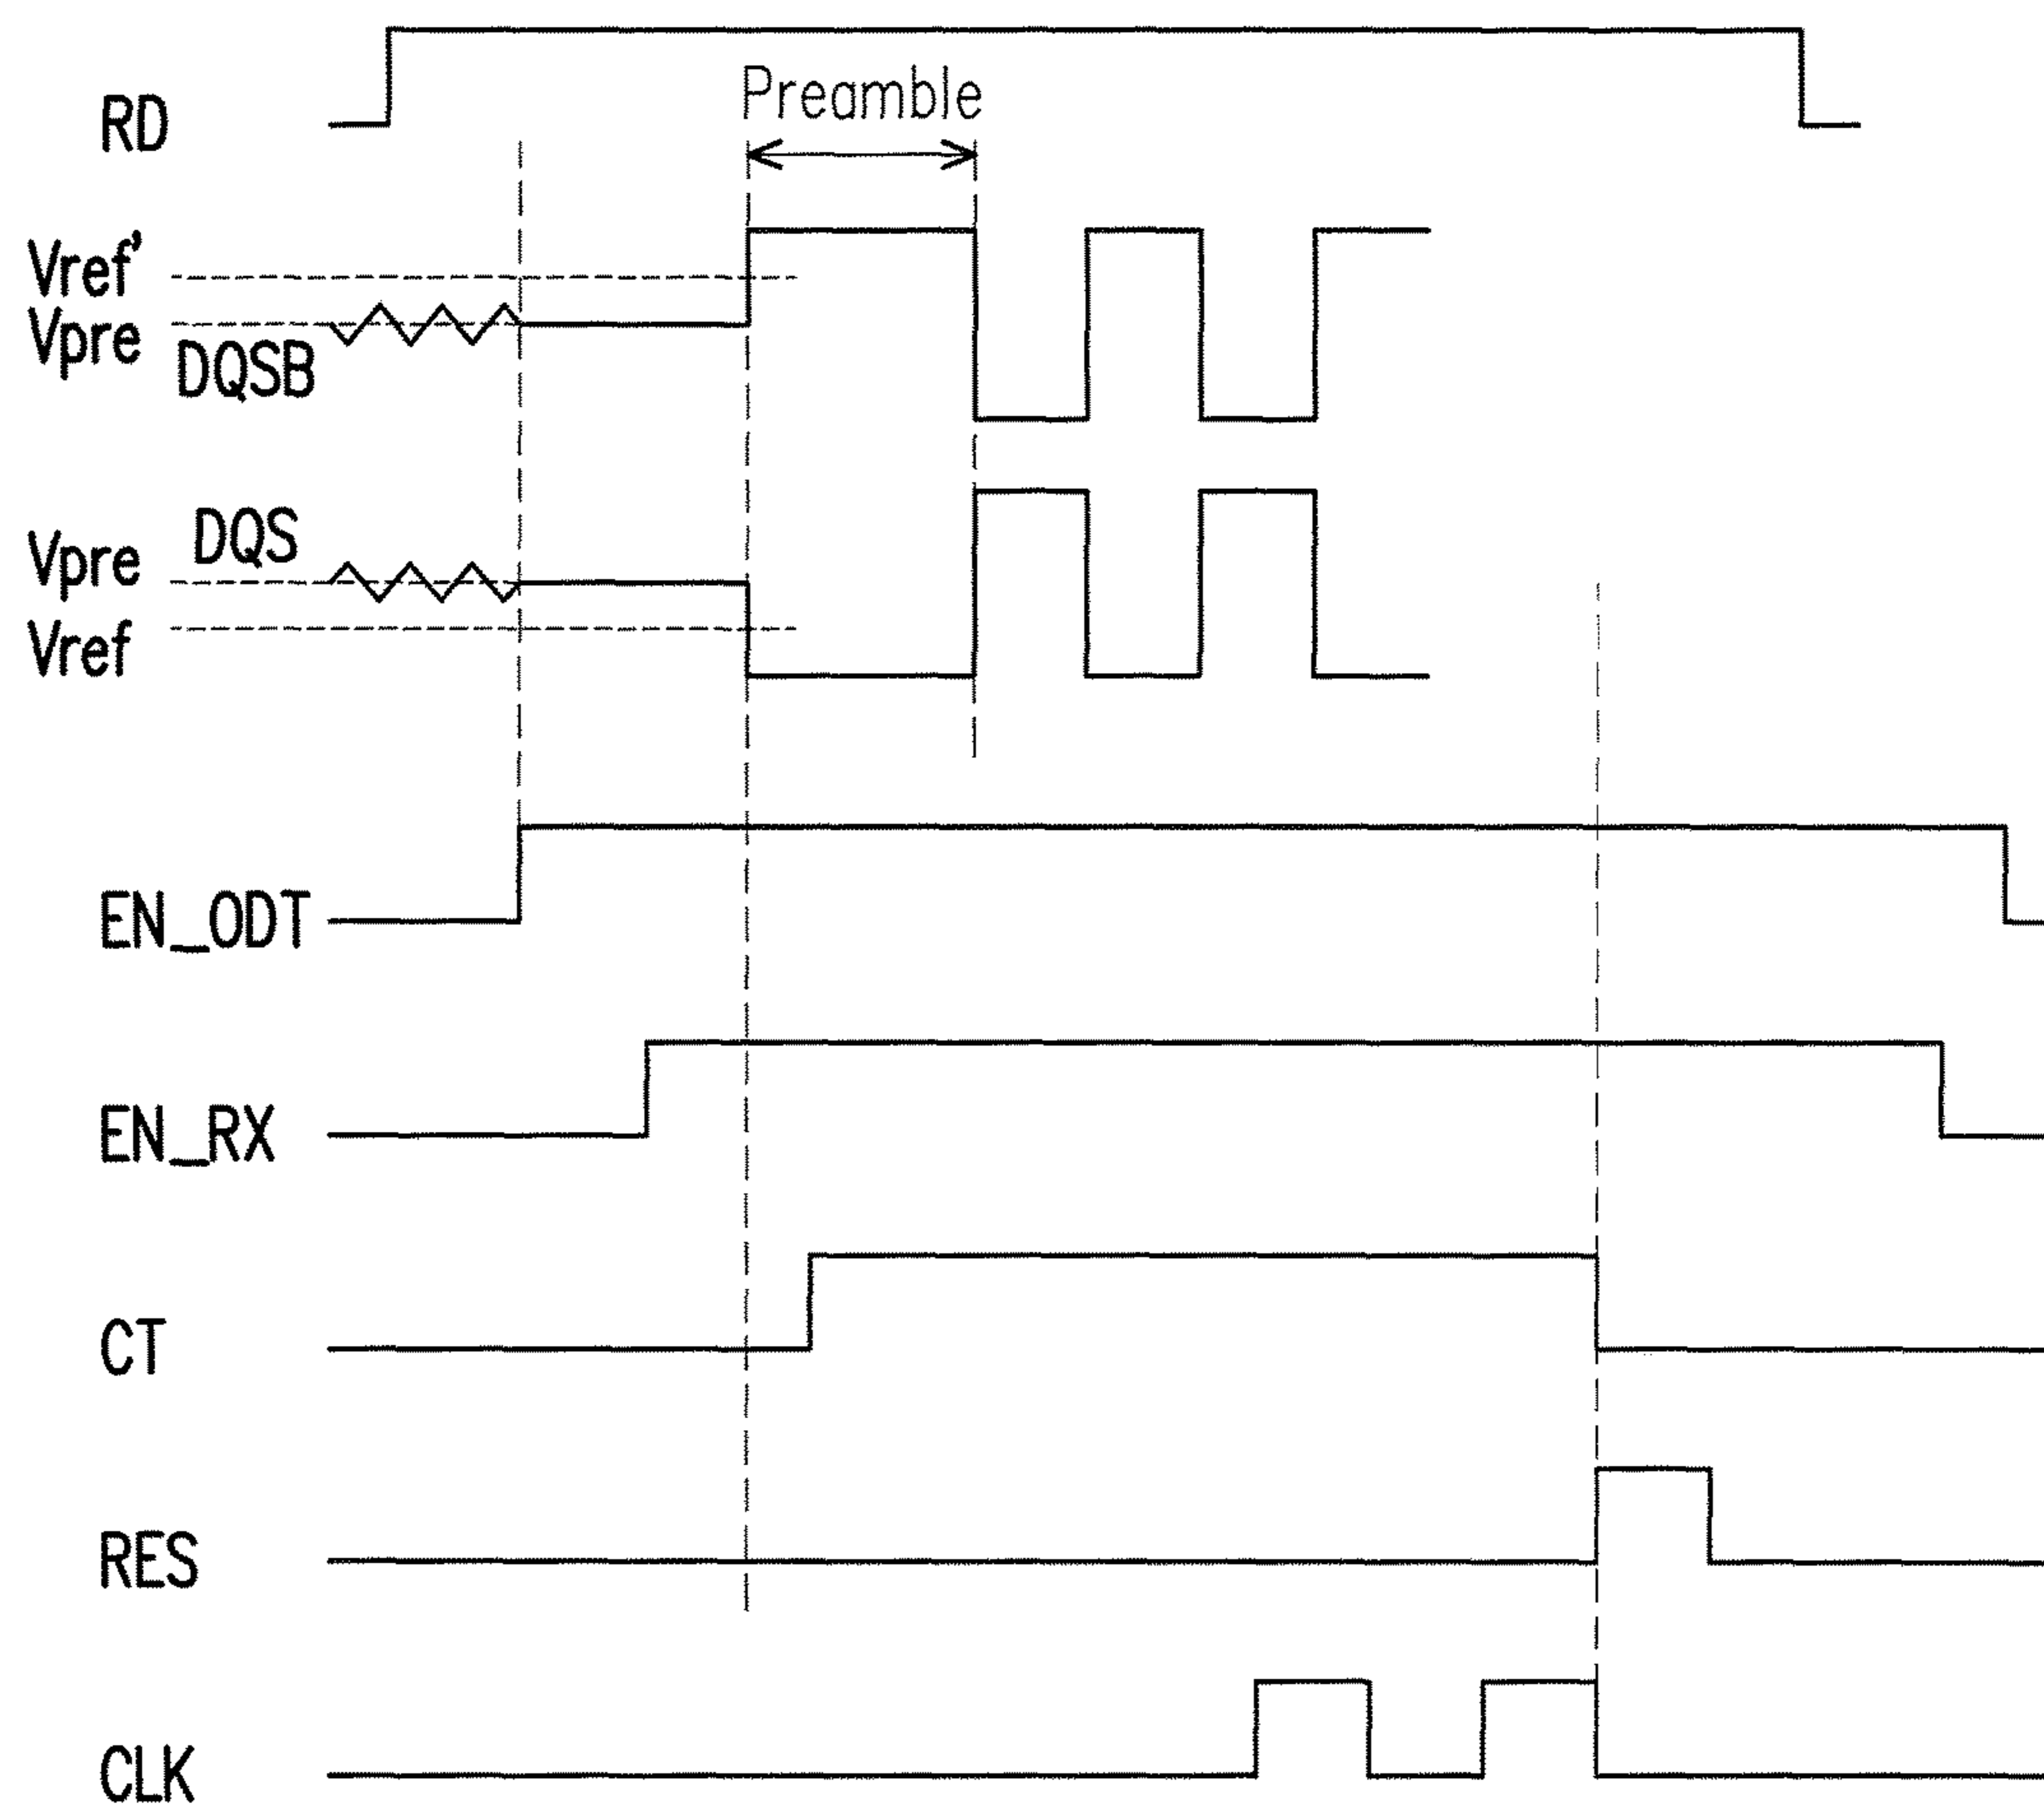 Preamble
RD
Vref'
Vpre
DQSB
DQS
Vpre
Vref
EN_ODT
EN_RX
CT
RES
CLK